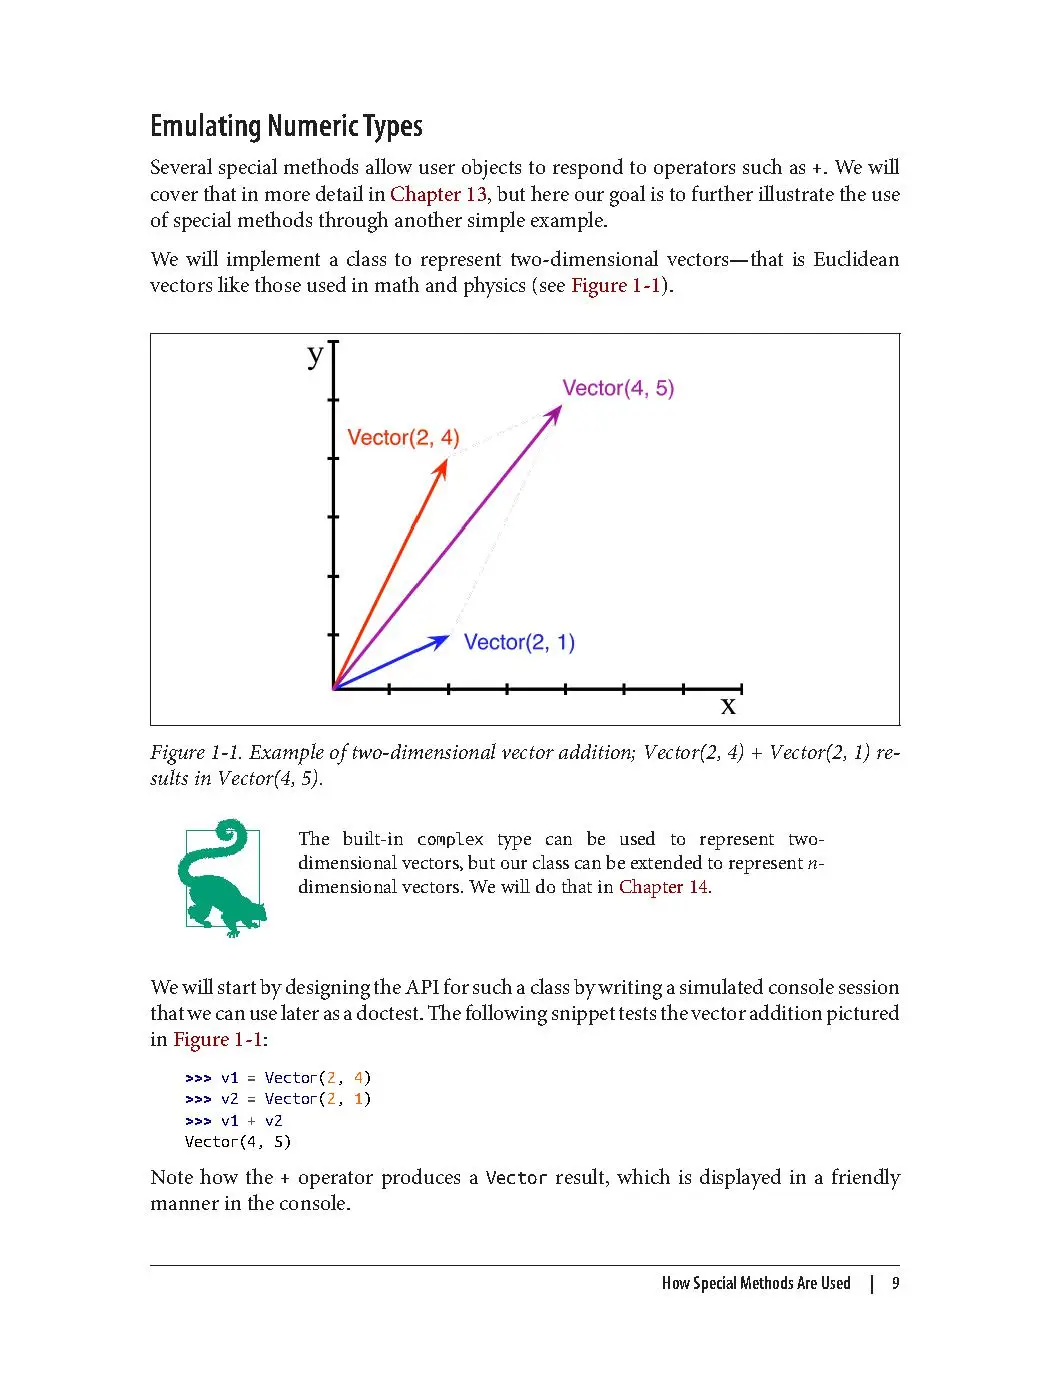 Emulating Numeric Types
Several special methods allow user objects to respond to operators such as +. We will
cover that in more detail in Chapter 13, but here our goal is to further illustrate the use
of special methods through another simple example.
We will implement a class to represent two-dimensional vectors—that is Euclidean
vectors like those used in math and physics (see Figure 1-1).
y
Vector(4, 5)
Vector(2, 4)
Vector(2, 1)
x
Figure 1-1. Example of two-dimensional vector addition; Vector(2, 4) + Vector(2, 1) re-
sults in Vector(4, 5).
The built-in complex type can be used to represent two-
dimensional vectors, but our class can be extended to represent n-
dimensional vectors. We will do that in Chapter 14.
We will start by designing the API for such a class by writing a simulated console session
that we can use later as a doctest. The following snippet tests the vector addition pictured
in Figure 1-1:
>>> v1 = Vector(2, 4)
>>> v2 = Vector(2, 1)
>>> v1 + v2
Vector(4, 5)
Note how the + operator produces a Vector result, which is displayed in a friendly
manner in the console.
How Special Methods Are Used | 9